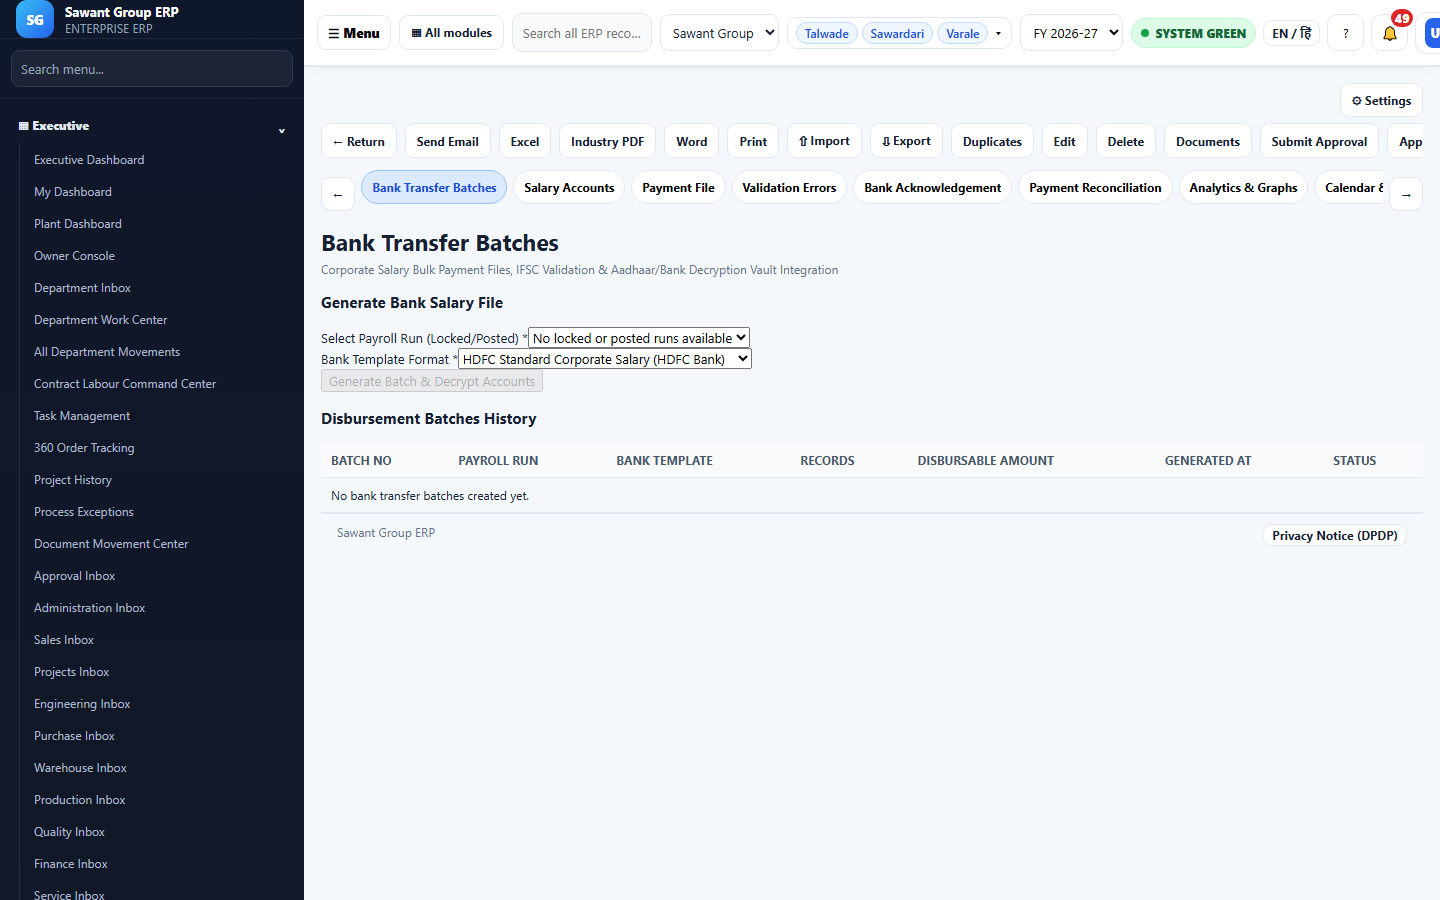 SG
Sawant Group ERP
ENTERPRISE ERP
Search menu...
Executive
Executive Dashboard
My Dashboard
Plant Dashboard
Owner Console
Department Inbox
Department Work Center
All Department Movements
Contract Labour Command Center
Task Management
360 Order Tracking
Project History
Process Exceptions
Document Movement Center
Approval Inbox
Administration Inbox
Sales Inbox
Projects Inbox
Engineering Inbox
Purchase Inbox
Warehouse Inbox
Production Inbox
Quality Inbox
Finance Inbox
Service Inbox
☰ Menu
All modules
Search all ERP reco...
Sawant Group
Talwade
Sawardari
Varale
FY 2026-27
SYSTEM GREEN
EN / हिं
?
49
U
⚙ Settings
← Return
Send Email
Excel
Industry PDF
Word
Print
⇧ Import
⇩ Export
Duplicates
Edit
Delete
Documents
Submit Approval
App
←
Bank Transfer Batches
Salary Accounts
Payment File
Validation Errors
Bank Acknowledgement
Payment Reconciliation
Analytics & Graphs
Calendar &
→
Bank Transfer Batches
Corporate Salary Bulk Payment Files, IFSC Validation & Aadhaar/Bank Decryption Vault Integration
Generate Bank Salary File
Select Payroll Run (Locked/Posted) * No locked or posted runs available
Bank Template Format * HDFC Standard Corporate Salary (HDFC Bank)
Generate Batch & Decrypt Accounts
Disbursement Batches History
BATCH NO PAYROLL RUN BANK TEMPLATE RECORDS DISBURSABLE AMOUNT GENERATED AT STATUS
No bank transfer batches created yet.
Sawant Group ERP
Privacy Notice (DPDP)